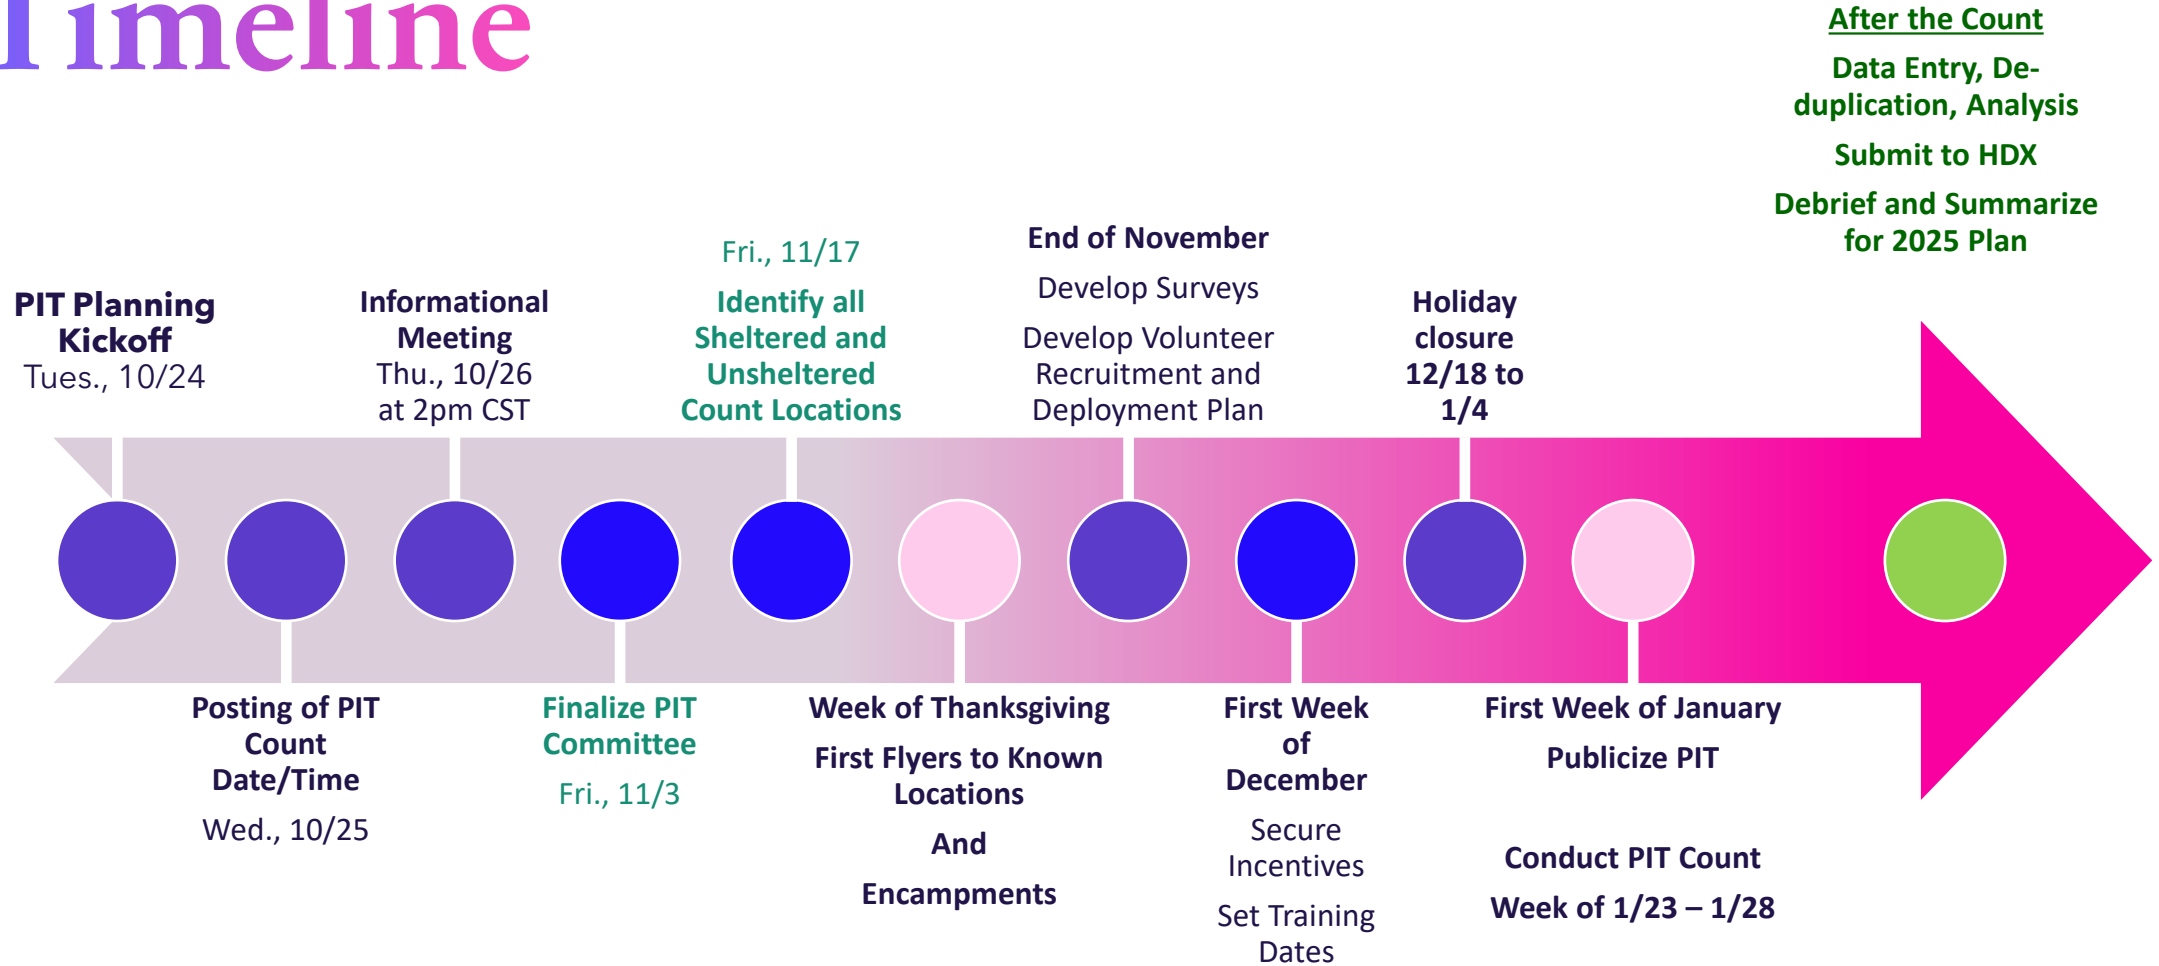 Timeline
PIT Planning
Kickoff
Tues., 10/24
Posting of PIT
Count
Date/Time
Wed., 10/25
Informational
Meeting
Thu., 10/26
at 2pm CST
Finalize PIT
Committee
Fri., 11/3
Fri., 11/17
Identify all
Sheltered and
Unsheltered
Count Locations
Week of Thanksgiving
First Flyers to Known
Locations
And
Encampments
End of November
Develop Surveys
Develop Volunteer
Recruitment and
Deployment Plan
First Week
of
December
Secure
Incentives
Set Training
Dates
Holiday
closure
12/18 to
1/4
First Week of January
Publicize PIT
Conduct PIT Count
Week of 1/23 – 1/28
After the Count
Data Entry, De-
duplication, Analysis
Submit to HDX
Debrief and Summarize
for 2025 Plan